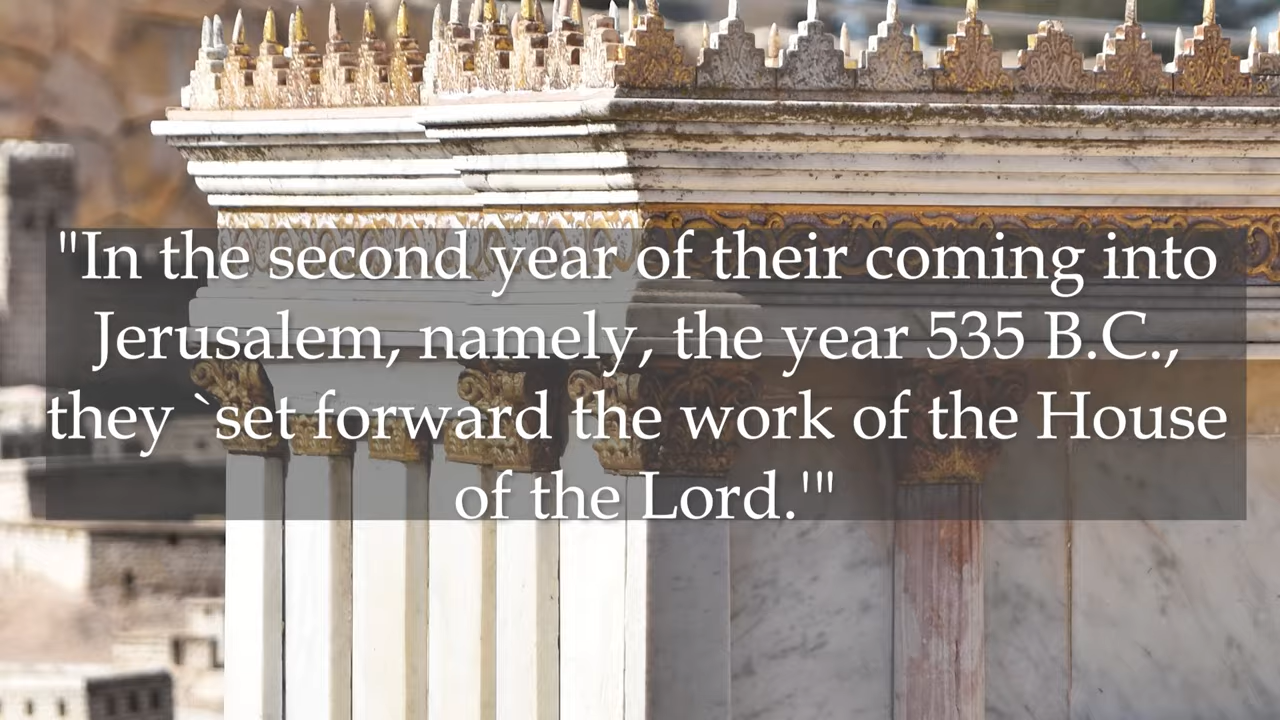 "In the second year of their coming into
Jerusalem, namely, the year 535 B.C.,
they `set forward the work of the House
of the Lord.'"